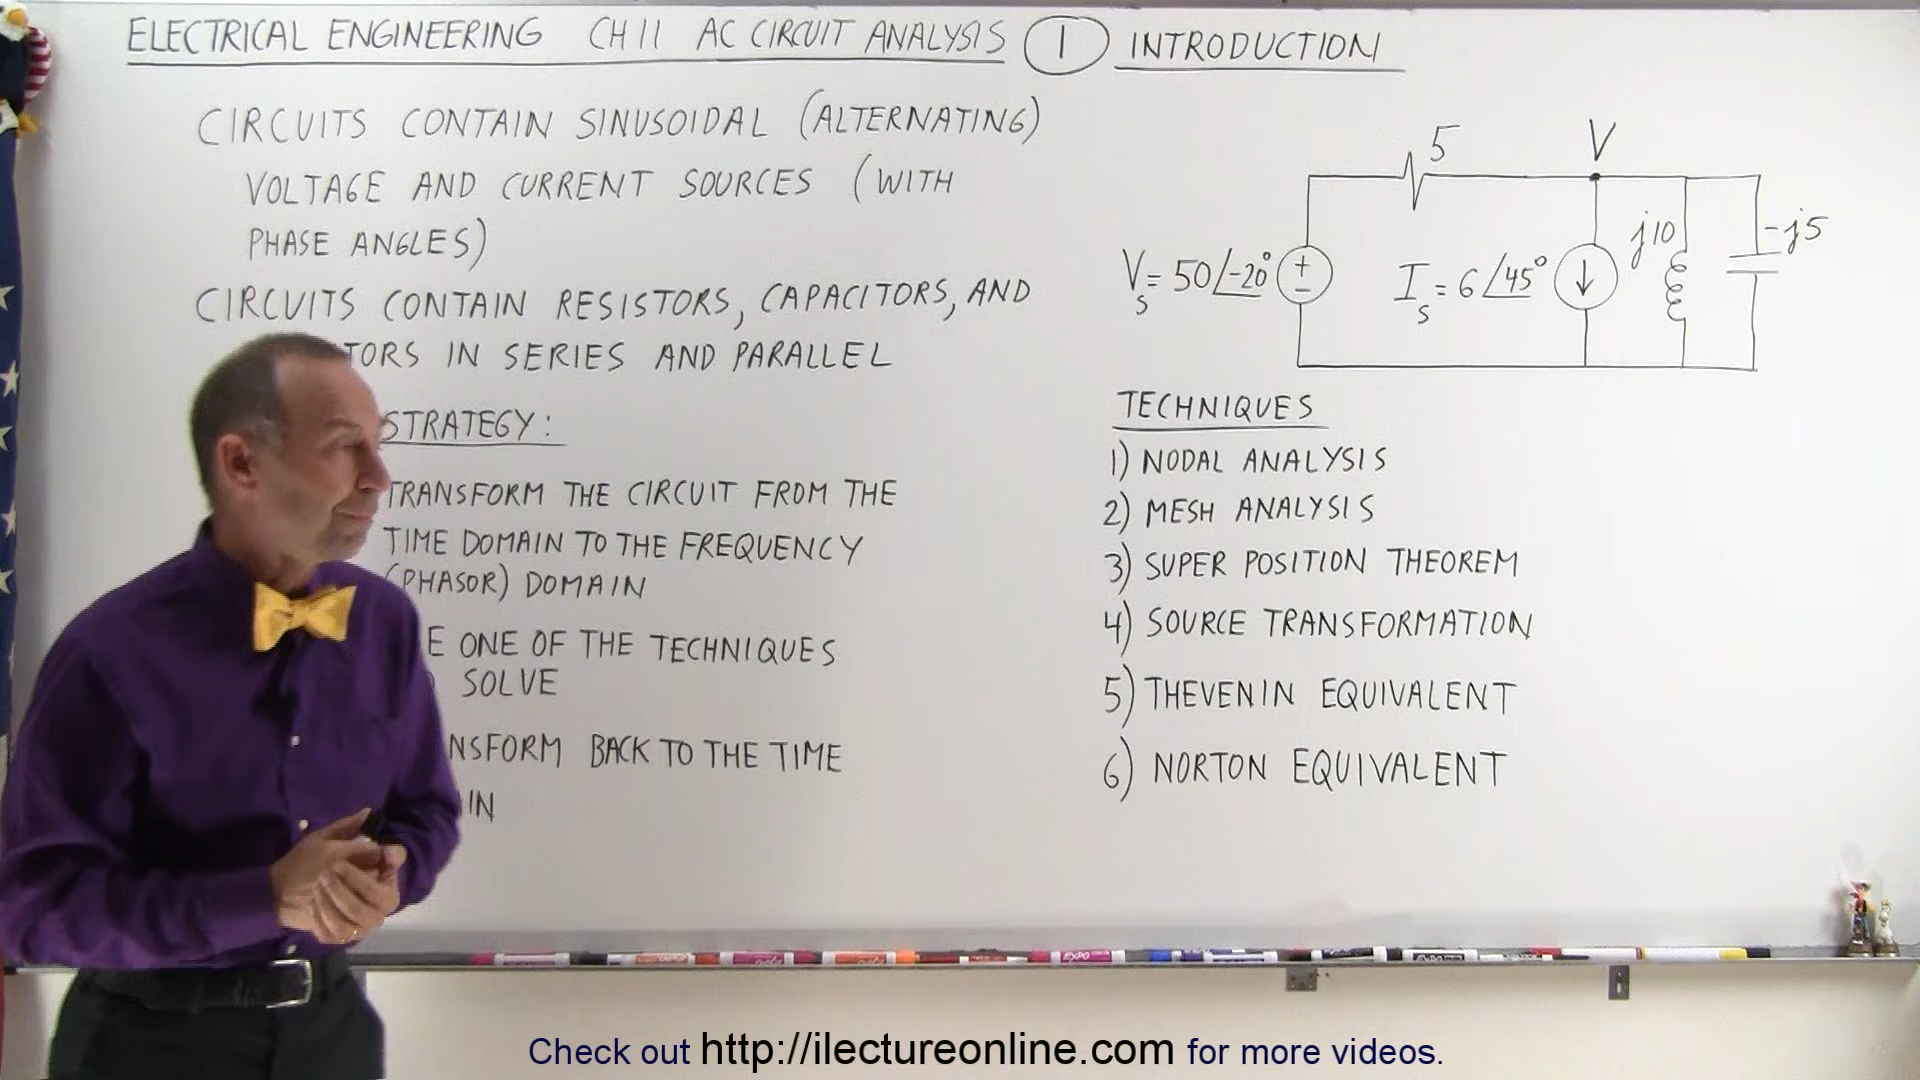 ELECTRICAL ENGINEERING CH 11 AC CIRCUIT ANALYSIS 1 INTRODUCTION
CIRCUITS CONTAIN SINUSOIDAL (ALTERNATING)
VOLTAGE AND CURRENT SOURCES (WITH
PHASE ANGLES)
CIRCUITS CONTAIN RESISTORS, CAPACITORS, AND
TORS IN SERIES AND PARALLEL
STRATEGY:
TRANSFORM THE CIRCUIT FROM THE
TIME DOMAIN TO THE FREQUENCY
(PHASOR) DOMAIN
E ONE OF THE TECHNIQUES
SOLVE
NSFORM BACK TO THE TIME
IN
5
V
j10
-j5
Vs = 50∠-20°
+
−
Is = 6∠45°
TECHNIQUES
1) NODAL ANALYSIS
2) MESH ANALYSIS
3) SUPER POSITION THEOREM
4) SOURCE TRANSFORMATION
5) THEVENIN EQUIVALENT
6) NORTON EQUIVALENT
EXPO
Check out http://ilectureonline.com for more videos.